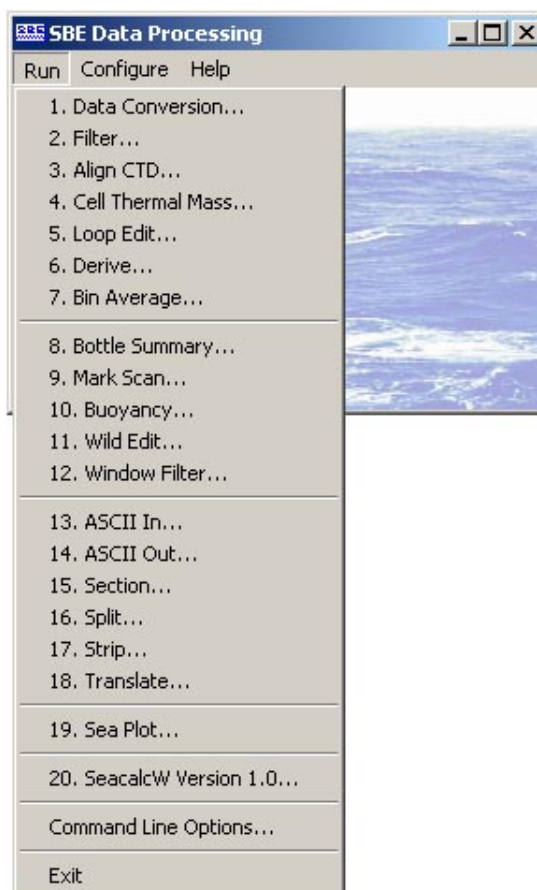 SBE SBE Data Processing
Run Configure Help
1. Data Conversion...
2. Filter...
3. Align CTD...
4. Cell Thermal Mass...
5. Loop Edit...
6. Derive...
7. Bin Average...
8. Bottle Summary...
9. Mark Scan...
10. Buoyancy...
11. Wild Edit...
12. Window Filter...
13. ASCII In...
14. ASCII Out...
15. Section...
16. Split...
17. Strip...
18. Translate...
19. Sea Plot...
20. SeacalcW Version 1.0...
Command Line Options...
Exit